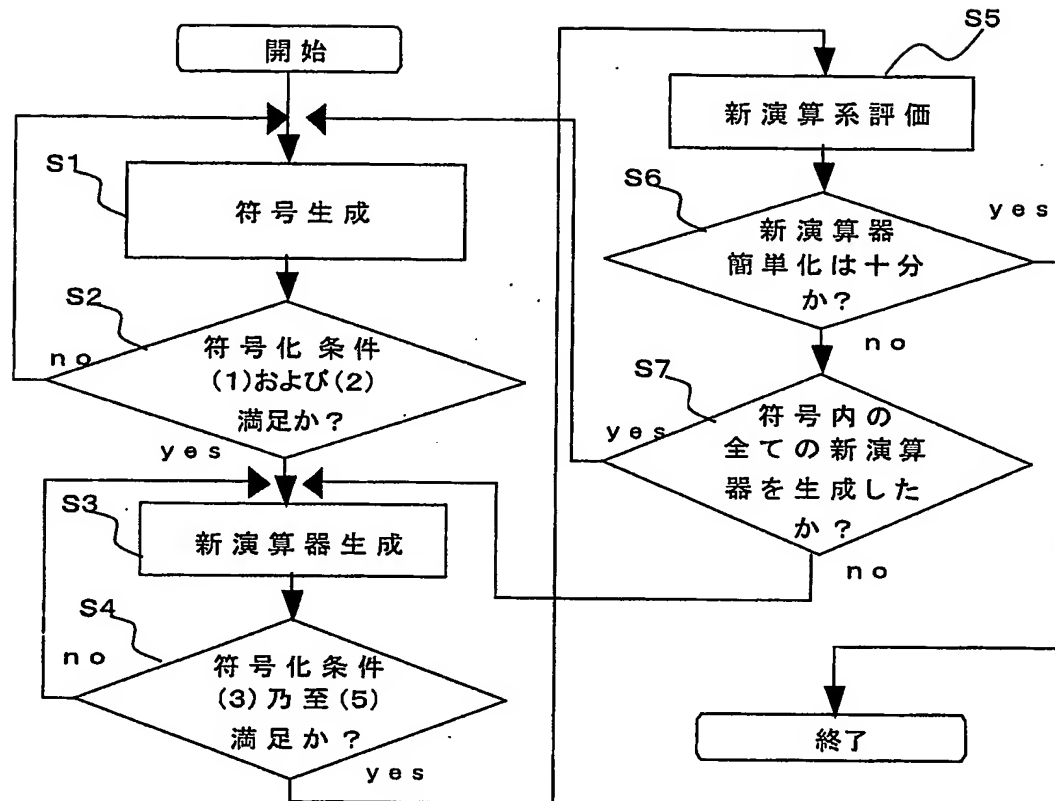 開始
S1
符号生成
S2
符号化条件
(1)および(2)
満足か？
no
yes
S3
新演算器生成
S4
符号化条件
(3)乃至(5)
満足か？
no
yes
S5
新演算系評価
S6
新演算器
簡単化は十分
か？
yes
no
S7
符号内の
全ての新演算
器を生成した
か？
yes
no
終了